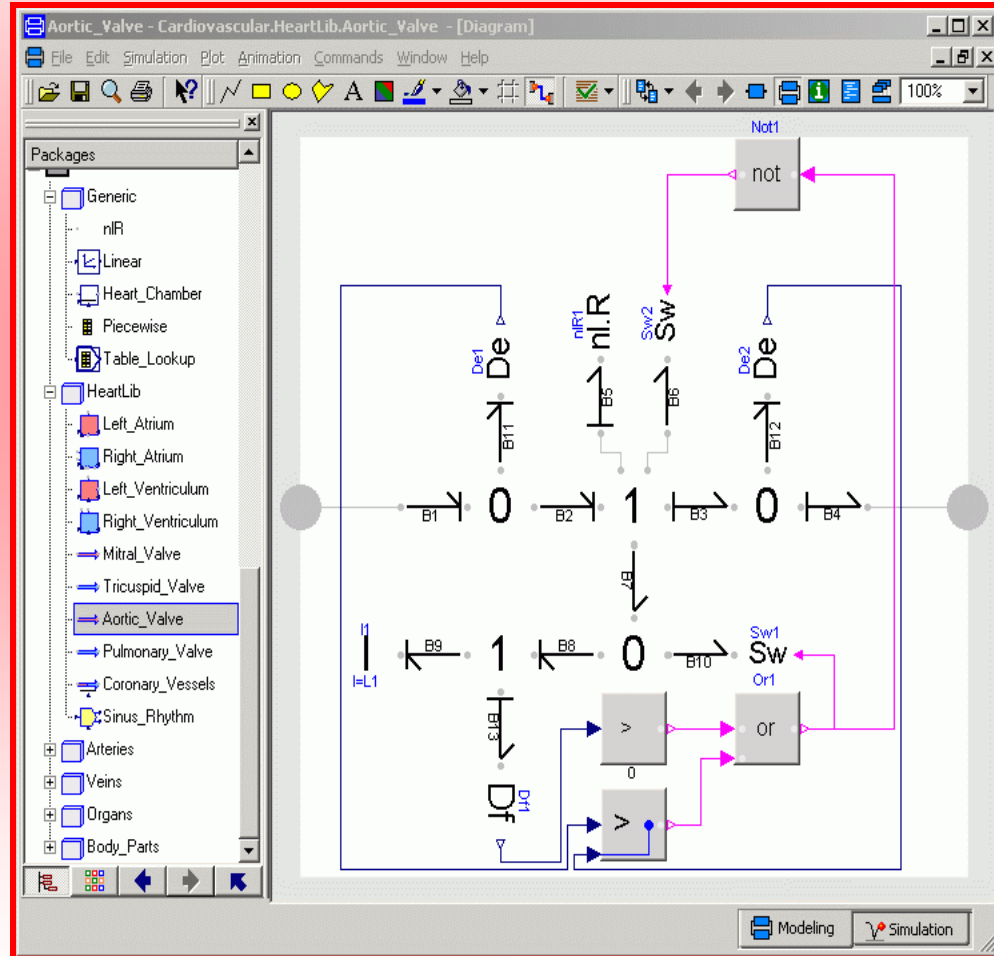 Aortic_Valve - Cardiovascular.HeartLib.Aortic_Valve - [Diagram]
File Edit Simulation Plot Animation Commands Window Help
A 100%
Packages
Generic
nlR
Linear
Heart_Chamber
Piecewise
Table_Lookup
HeartLib
Left_Atrium
Right_Atrium
Left_Ventriculum
Right_Ventriculum
Mitral_Valve
Tricuspid_Valve
Aortic_Valve
Pulmonary_Valve
Coronary_Vessels
Sinus_Rhythm
Arteries
Veins
Organs
Body_Parts
Not1
not
De1
De
nlR1
nl.R
Sw2
Sw
De2
De
B11
B5
B6
B12
B1
0
B2
1
B3
0
B4
B7
I1
I
I=L1
B9
1
B8
0
B10
Sw1
Sw
Or1
or
B13
Df
Df1
>
0
>
Modeling
Simulation